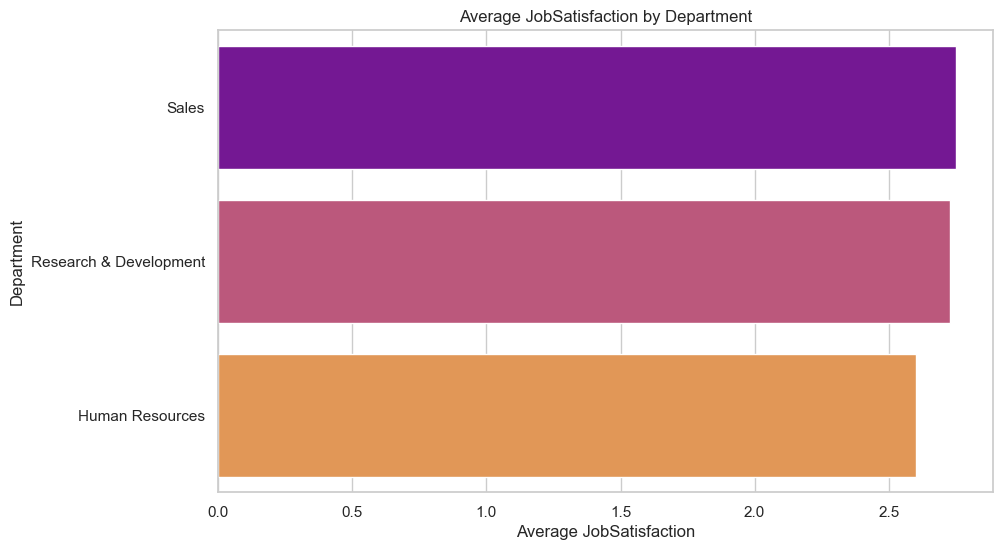 Average JobSatisfaction by Department
Department
Sales
Research & Development
Human Resources
0.0 0.5 1.0 1.5 2.0 2.5
Average JobSatisfaction